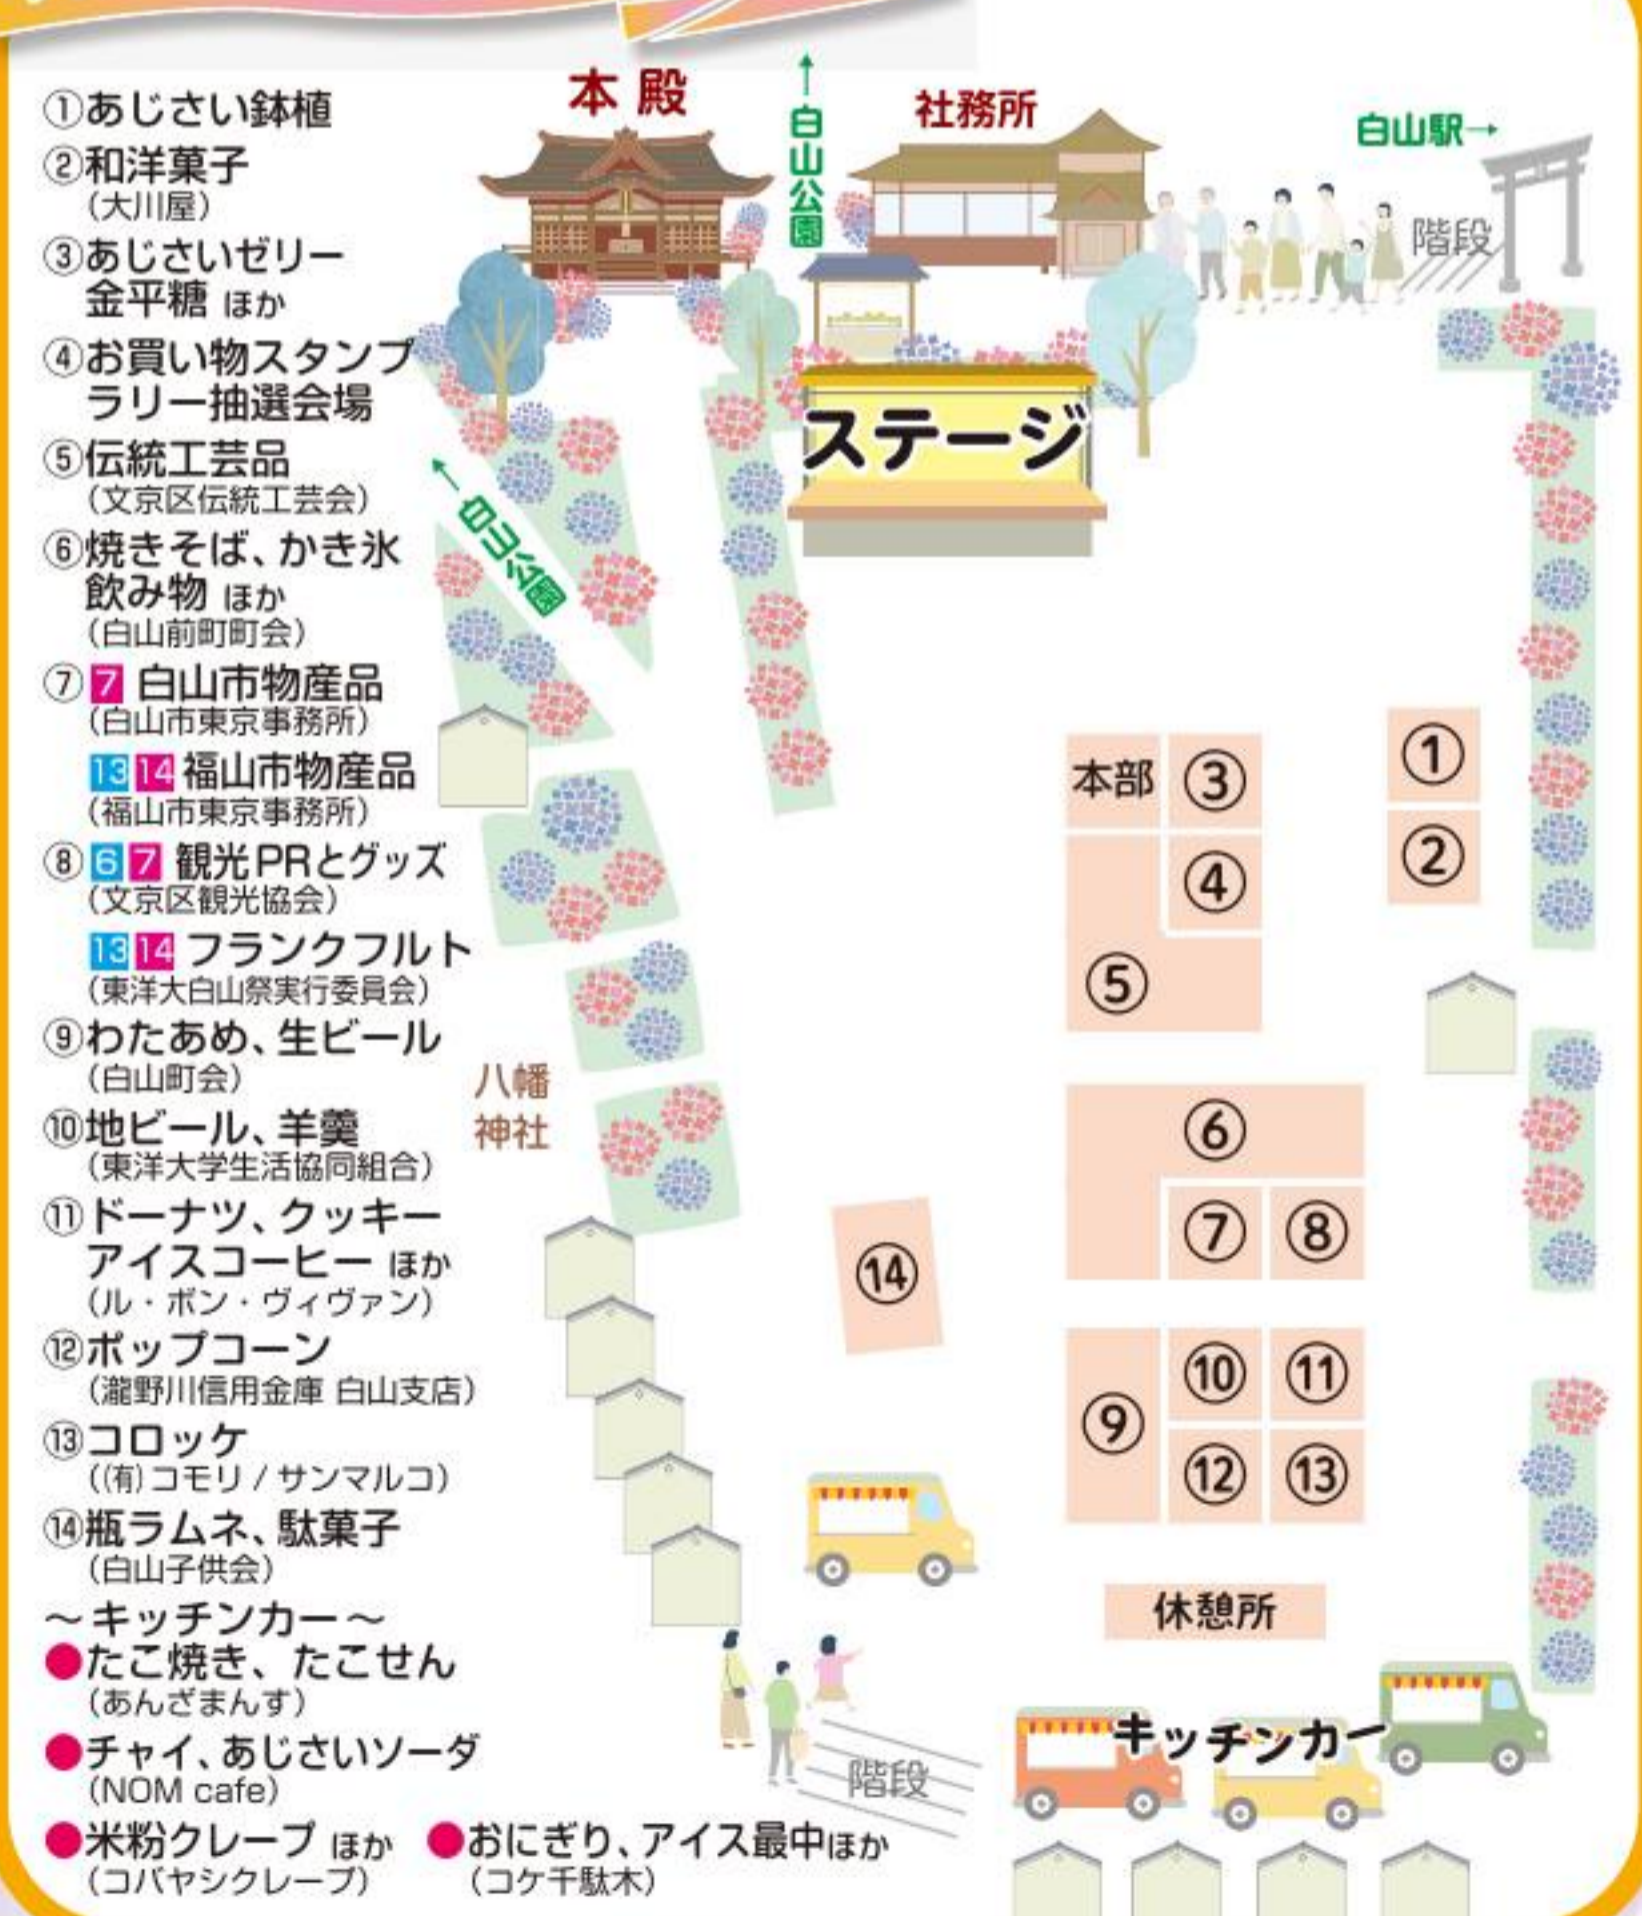 ①あじさい鉢植
②和洋菓子
(大川屋)
③あじさいゼリー
金平糖 ほか
④お買い物スタンプ
ラリー抽選会場
⑤伝統工芸品
(文京区伝統工芸会)
⑥焼きそば、かき氷
飲み物 ほか
(白山前町町会)
⑦ 7 白山市物産品
(白山市東京事務所)
13 14 福山市物産品
(福山市東京事務所)
⑧ 6 7 観光PRとグッズ
(文京区観光協会)
13 14 フランクフルト
(東洋大白山祭実行委員会)
⑨わたあめ、生ビール
(白山町会)
⑩地ビール、羊羹
(東洋大学生活協同組合)
⑪ドーナツ、クッキー
アイスコーヒー ほか
(ル・ボン・ヴィヴァン)
⑫ポップコーン
(瀧野川信用金庫 白山支店)
⑬コロッケ
((有)コモリ / サンマルコ)
⑭瓶ラムネ、駄菓子
(白山子供会)
～キッチンカー～
●たこ焼き、たこせん
(あんざまんす)
●チャイ、あじさいソーダ
(NOM cafe)
●米粉クレープ ほか
(コバヤシクレープ)
●おにぎり、アイス最中ほか
(コケ千駄木)
本殿
↑白山公園
社務所
白山駅→
階段
ステージ
↑白山公園
本部
③
①
④
②
⑤
八幡
神社
⑥
⑦
⑧
⑭
⑨
⑩
⑪
⑫
⑬
休憩所
キッチンカー
階段